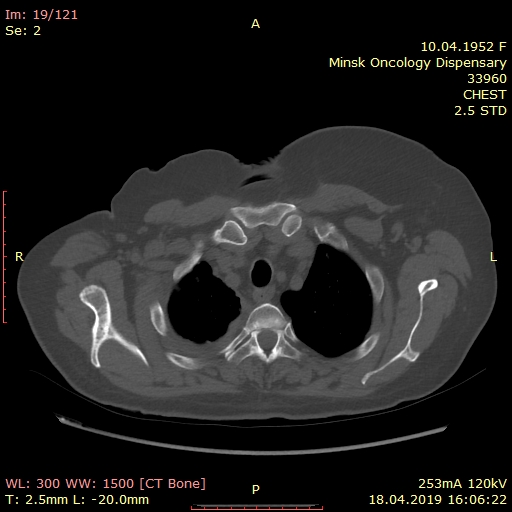 Im: 19/121
Se: 2
A
10.04.1952 F
Minsk Oncology Dispensary
33960
CHEST
2.5 STD
R
L
WL: 300 WW: 1500 [CT Bone]
T: 2.5mm L: -20.0mm
P
253mA 120kV
18.04.2019 16:06:22